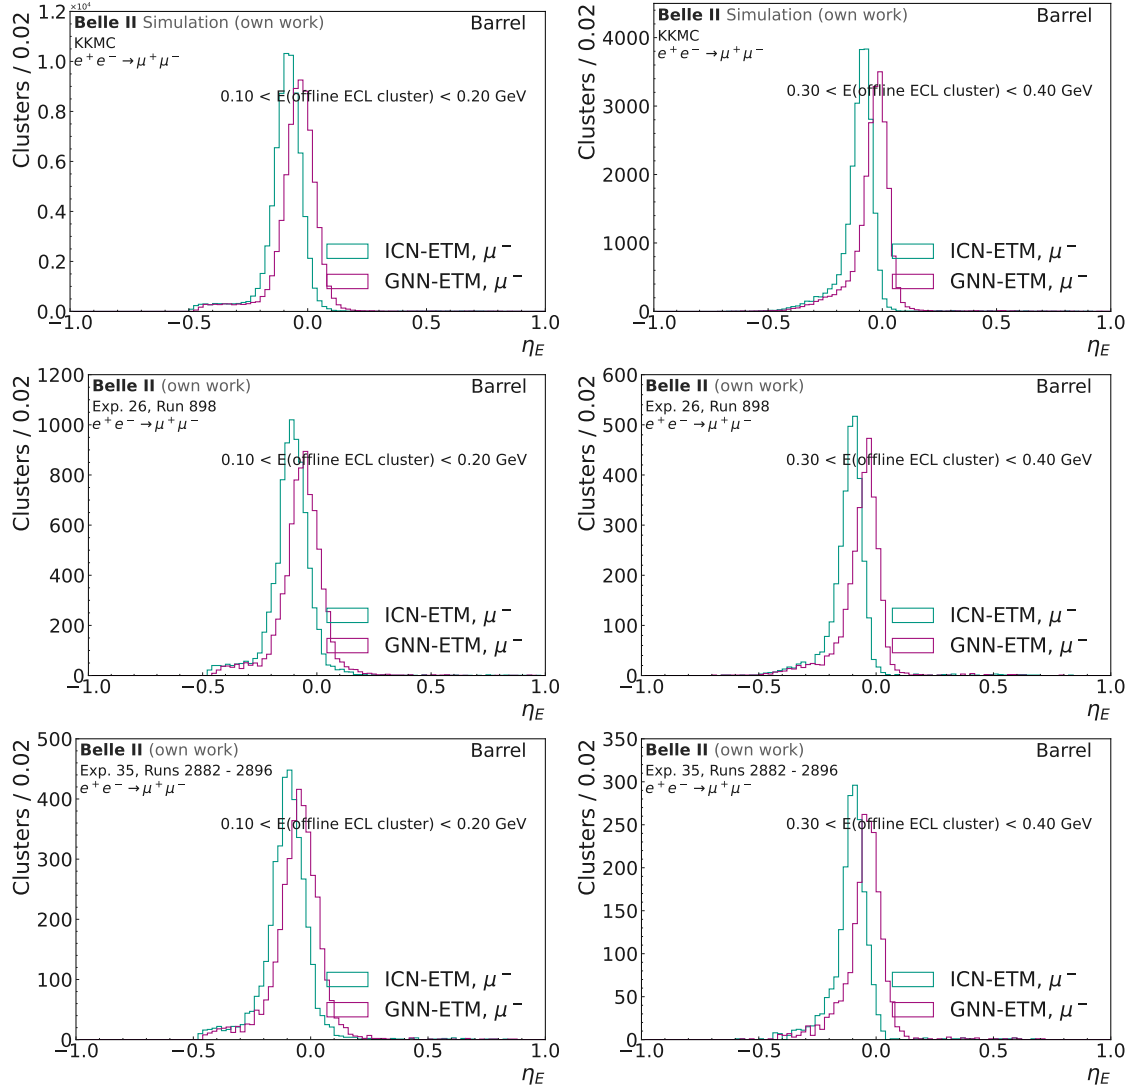 1.2 ×10⁴
Belle II Simulation (own work)
Barrel
KKMC
e⁺e⁻→μ⁺μ⁻
0.10 < E(offline ECL cluster) < 0.20 GeV
Clusters / 0.02
1.0
0.8
0.6
0.4
0.2
0.0
ICN-ETM, μ⁻
GNN-ETM, μ⁻
−1.0 −0.5 0.0 0.5 1.0
η_E
Belle II Simulation (own work)
Barrel
KKMC
e⁺e⁻→μ⁺μ⁻
0.30 < E(offline ECL cluster) < 0.40 GeV
Clusters / 0.02
4000
3000
2000
1000
0
ICN-ETM, μ⁻
GNN-ETM, μ⁻
−1.0 −0.5 0.0 0.5 1.0
η_E
Belle II (own work)
Barrel
Exp. 26, Run 898
e⁺e⁻→μ⁺μ⁻
0.10 < E(offline ECL cluster) < 0.20 GeV
Clusters / 0.02
1200
1000
800
600
400
200
0
ICN-ETM, μ⁻
GNN-ETM, μ⁻
−1.0 −0.5 0.0 0.5 1.0
η_E
Belle II (own work)
Barrel
Exp. 26, Run 898
e⁺e⁻→μ⁺μ⁻
0.30 < E(offline ECL cluster) < 0.40 GeV
Clusters / 0.02
600
500
400
300
200
100
0
ICN-ETM, μ⁻
GNN-ETM, μ⁻
−1.0 −0.5 0.0 0.5 1.0
η_E
Belle II (own work)
Barrel
Exp. 35, Runs 2882 - 2896
e⁺e⁻→μ⁺μ⁻
0.10 < E(offline ECL cluster) < 0.20 GeV
Clusters / 0.02
500
400
300
200
100
0
ICN-ETM, μ⁻
GNN-ETM, μ⁻
−1.0 −0.5 0.0 0.5 1.0
η_E
Belle II (own work)
Barrel
Exp. 35, Runs 2882 - 2896
e⁺e⁻→μ⁺μ⁻
0.30 < E(offline ECL cluster) < 0.40 GeV
Clusters / 0.02
350
300
250
200
150
100
50
0
ICN-ETM, μ⁻
GNN-ETM, μ⁻
−1.0 −0.5 0.0 0.5 1.0
η_E